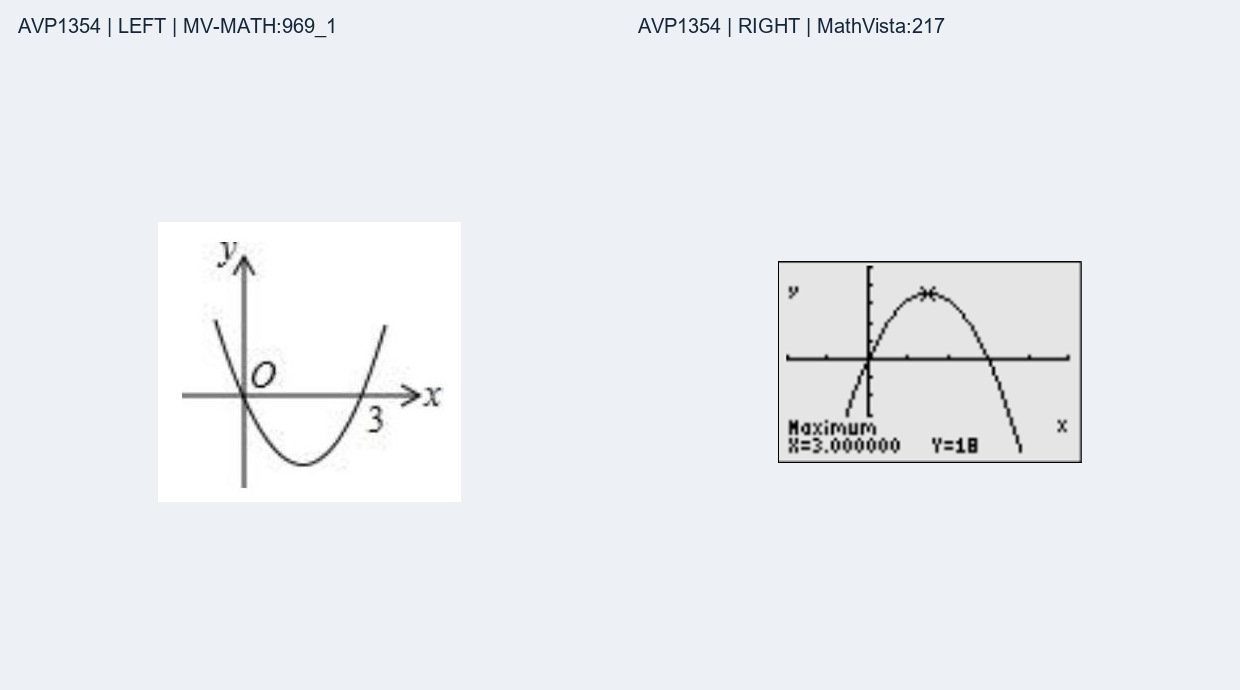 AVP1354 | LEFT | MV-MATH:969_1
AVP1354 | RIGHT | MathVista:217
y
O
3
x
y
Maximum
X=3.000000 Y=18
x